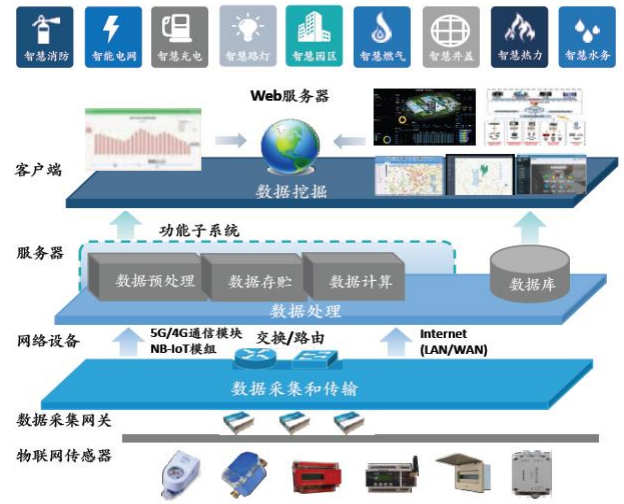 智慧消防
智能电网
智慧充电
智慧路灯
智慧园区
智慧燃气
智慧井盖
智慧热力
智慧水务
Web服务器
客户端
数据挖掘
功能子系统
服务器
数据预处理
数据存贮
数据计算
数据库
数据处理
网络设备
5G/4G通信模块
NB-IoT模组
交换/路由
Internet
(LAN/WAN)
数据采集和传输
数据采集网关
物联网传感器